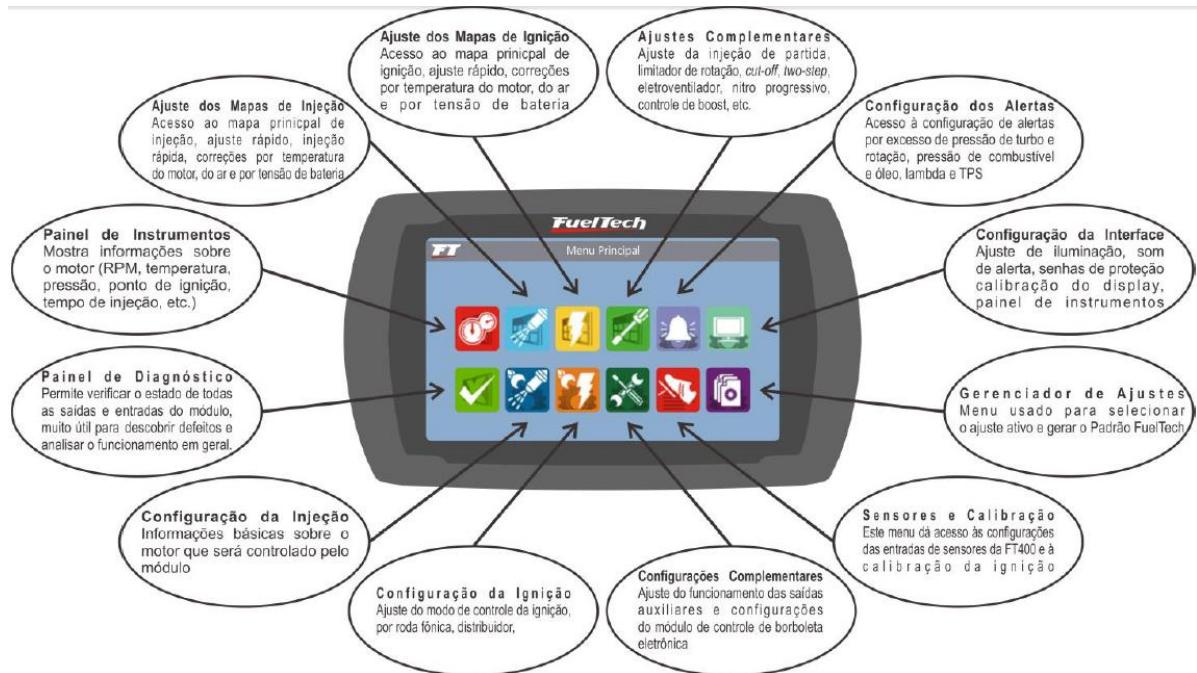 Ajuste dos Mapas de Ignição
Acesso ao mapa prinicpal de
ignição, ajuste rápido, correções
por temperatura do motor, do ar
e por tensão de bateria
Ajustes Complementares
Ajuste da injeção de partida,
limitador de rotação, cut-off, two-step,
eletroventilador, nitro progressivo,
controle de boost, etc.
Ajuste dos Mapas de Injeção
Acesso ao mapa prinicpal de
injeção, ajuste rápido, injeção
rápida, correções por temperatura
do motor, do ar e por tensão de bateria
Configuração dos Alertas
Acesso à configuração de alertas
por excesso de pressão de turbo e
rotação, pressão de combustível
e óleo, lambda e TPS
Painel de Instrumentos
Mostra informações sobre
o motor (RPM, temperatura,
pressão, ponto de ignição,
tempo de injeção, etc.)
FuelTech
FT
Menu Principal
Configuração da Interface
Ajuste de iluminação, som
de alerta, senhas de proteção
calibração do display,
painel de instrumentos
Painel de Diagnóstico
Permite verificar o estado de todas
as saídas e entradas do módulo,
muito útil para descobrir defeitos e
analisar o funcionamento em geral.
Gerenciador de Ajustes
Menu usado para selecionar
o ajuste ativo e gerar o Padrão FuelTech
Configuração da Injeção
Informações básicas sobre o
motor que será controlado pelo
módulo
Configuração da Ignição
Ajuste do modo de controle da ignição,
por roda fônica, distribuidor,
Configurações Complementares
Ajuste do funcionamento das saídas
auxiliares e configurações
do módulo de controle de borboleta
eletrônica
Sensores e Calibração
Este menu dá acesso às configurações
das entradas de sensores da FT400 e à
calibração da ignição